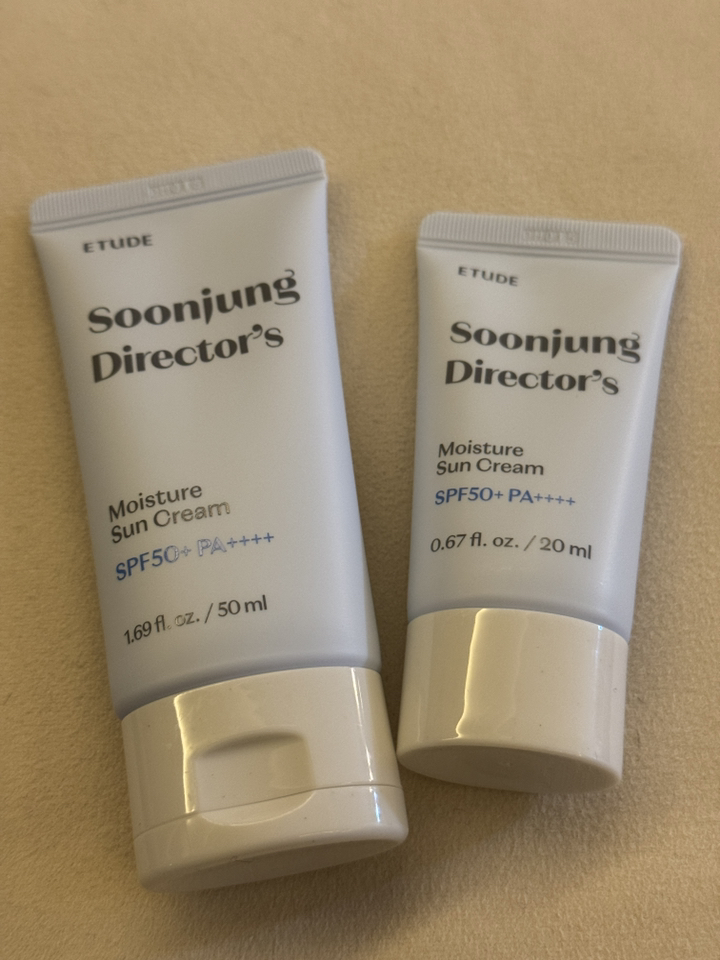 ETUDE
Soonjung
Director's
Moisture
Sun Cream
SPF50+ PA++++
1.69 fl. oz. / 50 ml
ETUDE
Soonjung
Director's
Moisture
Sun Cream
SPF50+ PA++++
0.67 fl. oz. / 20 ml